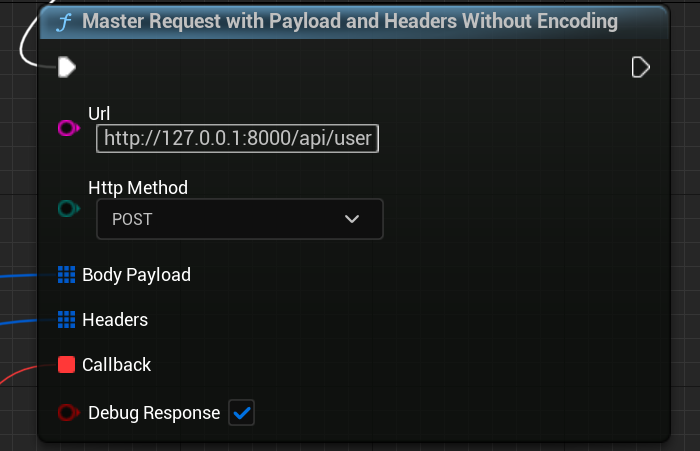 Master Request with Payload and Headers Without Encoding
Url
http://127.0.0.1:8000/api/user
Http Method
POST
Body Payload
Headers
Callback
Debug Response